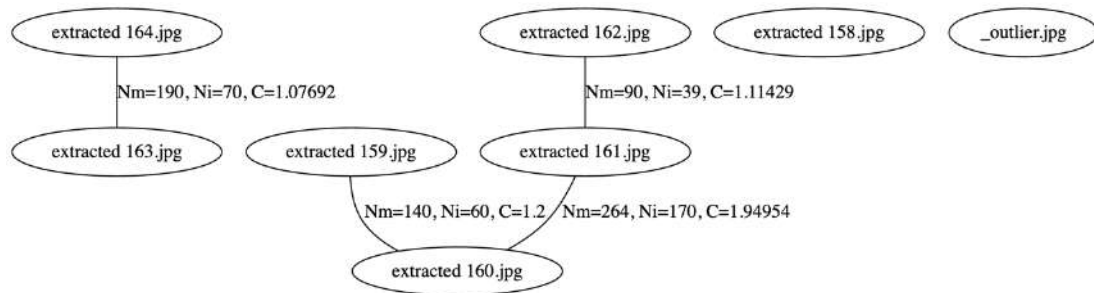 extracted 164.jpg
extracted 162.jpg
extracted 158.jpg
_outlier.jpg
Nm=190, Ni=70, C=1.07692
Nm=90, Ni=39, C=1.11429
extracted 163.jpg
extracted 159.jpg
extracted 161.jpg
Nm=140, Ni=60, C=1.2
Nm=264, Ni=170, C=1.94954
extracted 160.jpg